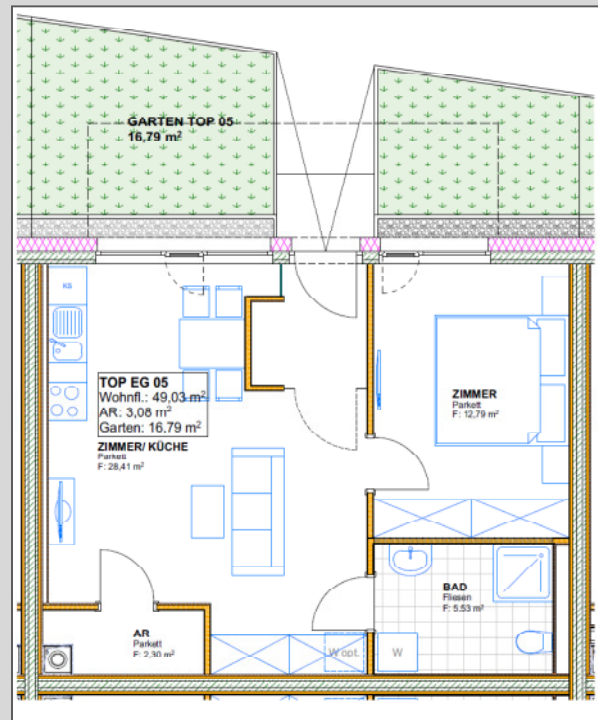 GARTEN TOP 05
16,79 m²
KS
TOP EG 05
Wohnfl.: 49,03 m²
AR: 3,08 m²
Garten: 16.79 m²
ZIMMER/ KÜCHE
Parkett
F: 28,41 m²
ZIMMER
Parkett
F: 12,79 m²
BAD
Fliesen
F: 5.53 m²
AR
Parkett
F: 2,30 m²
W opt.
W